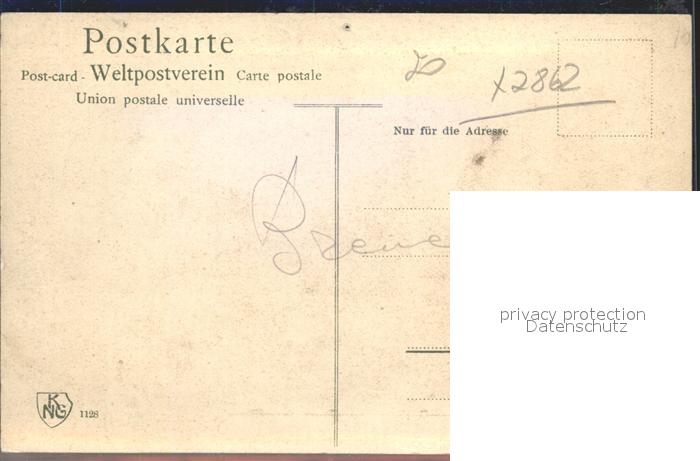 Postkarte
Post-card - Weltpostverein Carte postale
Union postale universelle
Nur für die Adresse
x2862
privacy protection
Datenschutz
KNG
1128